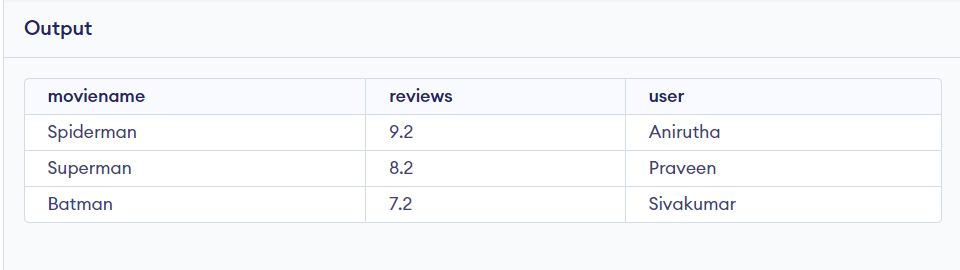 Output
moviename reviews user
Spiderman 9.2 Anirutha
Superman 8.2 Praveen
Batman 7.2 Sivakumar